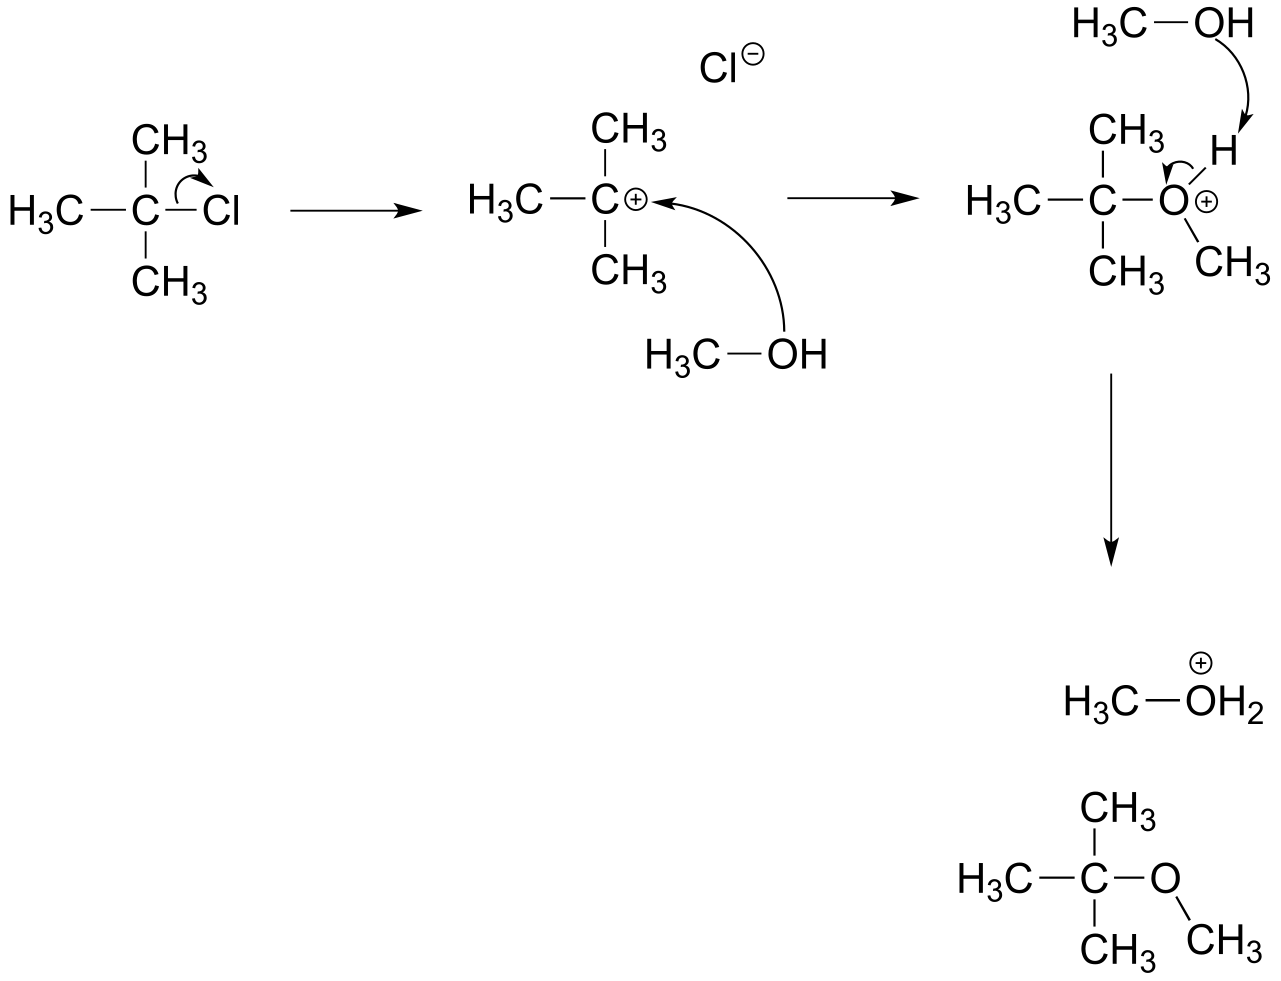 CH₃
H₃C C Cl
CH₃
Cl⊖
CH₃
H₃C C⊕
CH₃
H₃C OH
H₃C OH
CH₃ H
H₃C C O⊕
CH₃ CH₃
⊕
H₃C OH₂
CH₃
H₃C C O
CH₃ CH₃